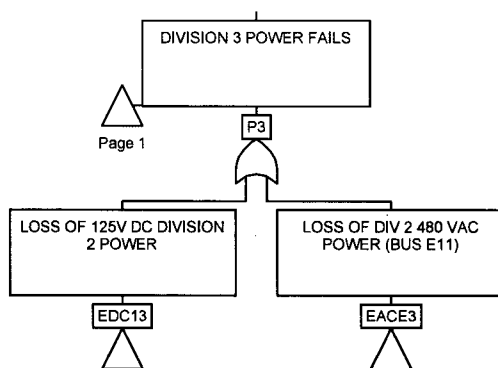 DIVISION 3 POWER FAILS
Page 1
P3
LOSS OF 125V DC DIVISION
2 POWER
LOSS OF DIV 2 480 VAC
POWER (BUS E11)
EDC13
EACE3